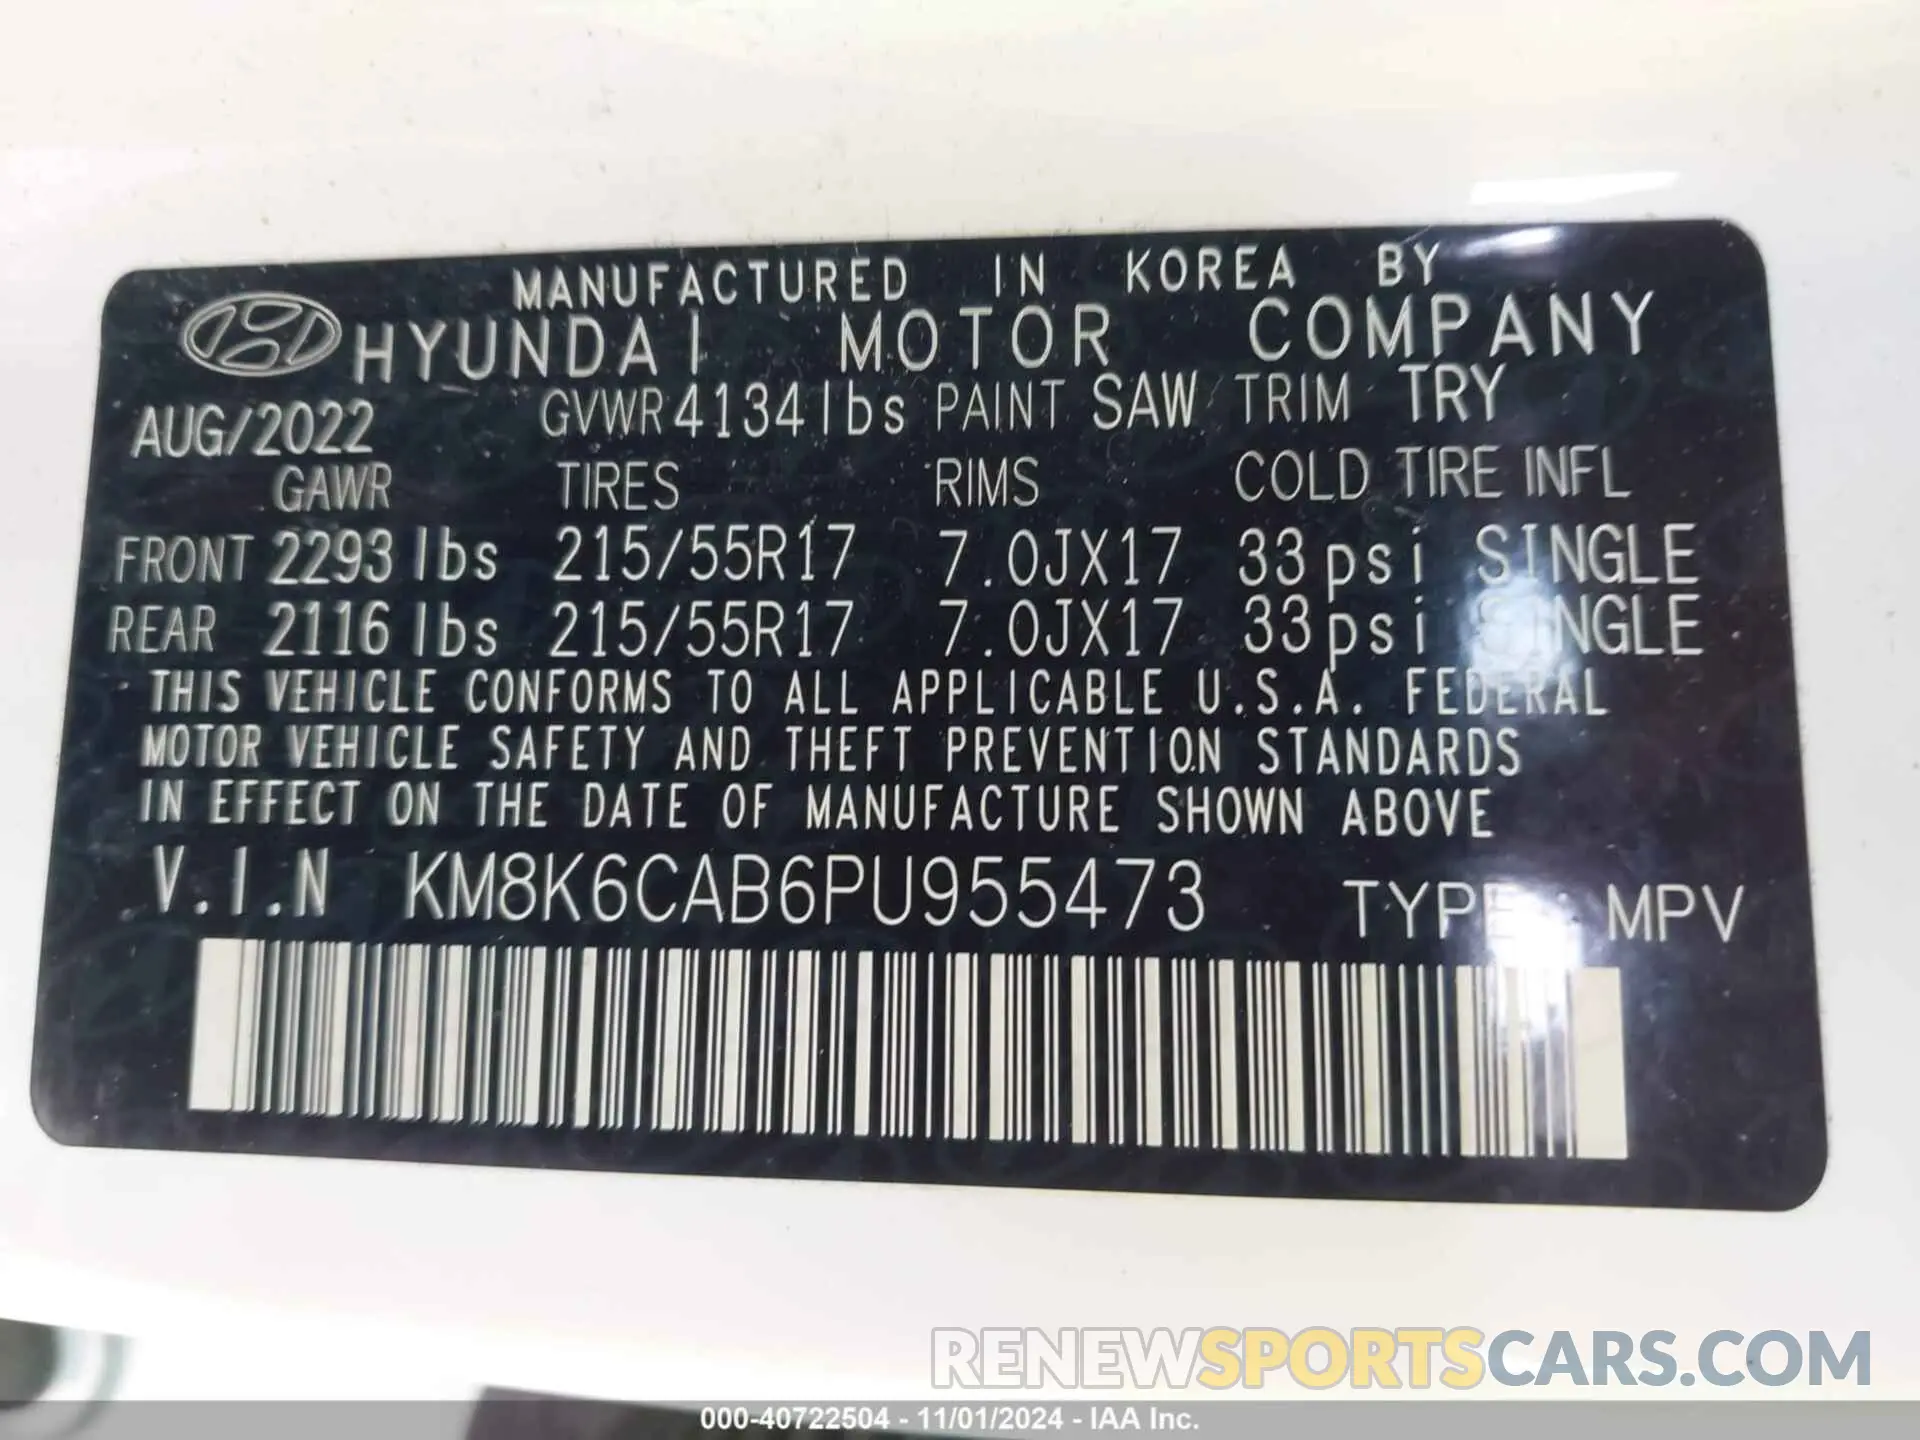 MANUFACTURED IN KOREA BY
HYUNDAI MOTOR COMPANY
AUG/2022 GVWR 4134 lbs PAINT SAW TRIM TRY
GAWR TIRES RIMS COLD TIRE INFL
FRONT 2293 lbs 215/55R17 7.0JX17 33 psi SINGLE
REAR 2116 lbs 215/55R17 7.0JX17 33 psi SINGLE
THIS VEHICLE CONFORMS TO ALL APPLICABLE U.S.A. FEDERAL
MOTOR VEHICLE SAFETY AND THEFT PREVENTION STANDARDS
IN EFFECT ON THE DATE OF MANUFACTURE SHOWN ABOVE
V.I.N KM8K6CAB6PU955473 TYPE : MPV
RENEWSPORTSCARS.COM
000-40722504 - 11/01/2024 - IAA Inc.